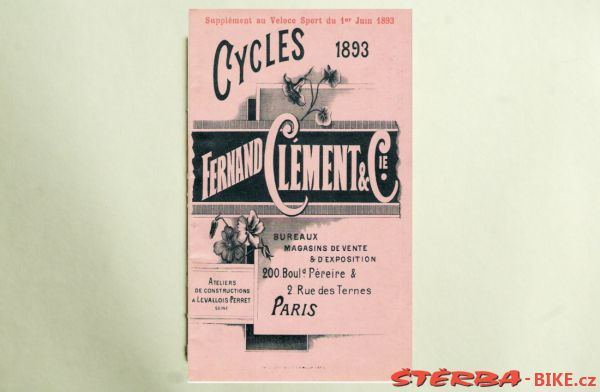 Supplément au Veloce Sport du 1er Juin 1893
CYCLES 1893
FERNAND CLÉMENT & CIE.
BUREAUX
MAGASINS DE VENTE
& D'EXPOSITION
200 Bould Péreire &
2 Rue des Ternes
PARIS
ATELIERS
DE CONSTRUCTIONS
A LEVALLOIS PERRET
SEINE
ŠTĚRBA-BIKE.cz